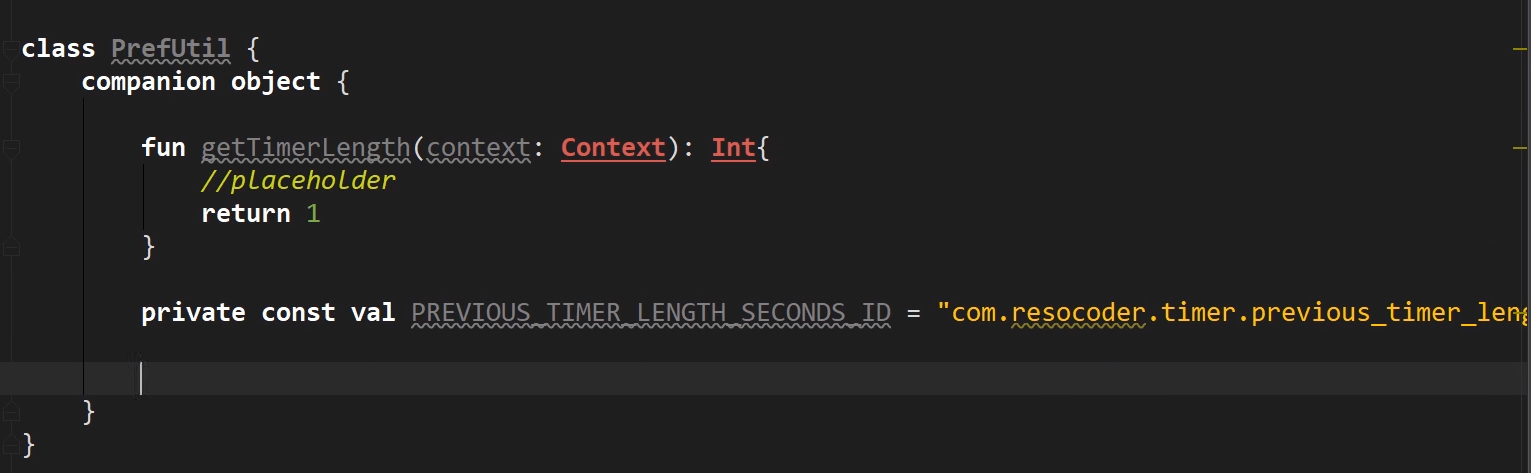 class PrefUtil {
companion object {
fun getTimerLength(context: Context): Int{
//placeholder
return 1
}
private const val PREVIOUS_TIMER_LENGTH_SECONDS_ID = "com.resocoder.timer.previous_timer_leng
}
}